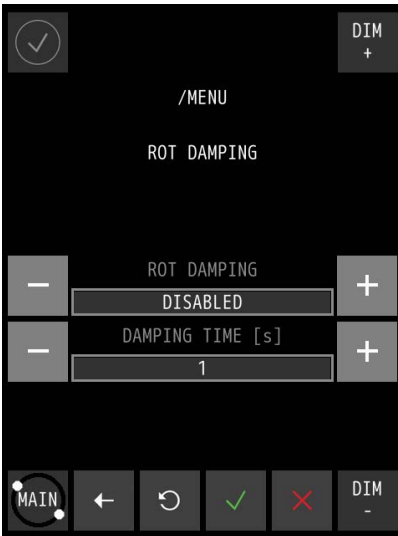 DIM
+
/MENU
ROT DAMPING
ROT DAMPING
− +
DISABLED
DAMPING TIME [s]
− +
1
MAIN
DIM
-